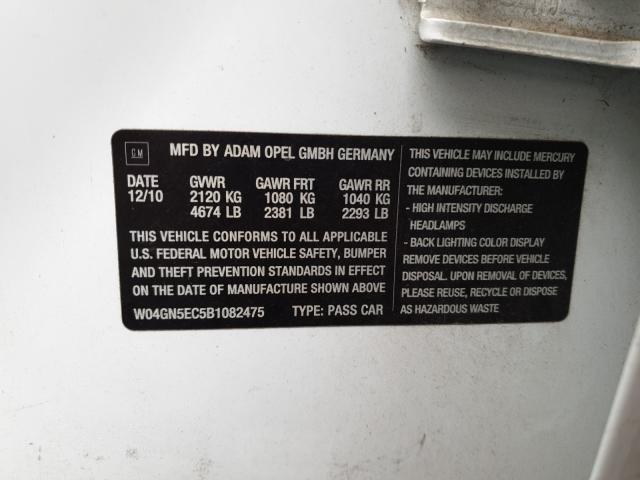 GM
MFD BY ADAM OPEL GMBH GERMANY
DATE GVWR GAWR FRT GAWR RR
12/10 2120 KG 1080 KG 1040 KG
4674 LB 2381 LB 2293 LB
THIS VEHICLE CONFORMS TO ALL APPLICABLE
U.S. FEDERAL MOTOR VEHICLE SAFETY, BUMPER
AND THEFT PREVENTION STANDARDS IN EFFECT
ON THE DATE OF MANUFACTURE SHOWN ABOVE
W04GN5EC5B1082475 TYPE: PASS CAR
THIS VEHICLE MAY INCLUDE MERCURY
CONTAINING DEVICES INSTALLED BY
THE MANUFACTURER:
- HIGH INTENSITY DISCHARGE
HEADLAMPS
- BACK LIGHTING COLOR DISPLAY
REMOVE DEVICES BEFORE VEHICLE
DISPOSAL. UPON REMOVAL OF DEVICES,
PLEASE REUSE, RECYCLE OR DISPOSE
AS HAZARDOUS WASTE